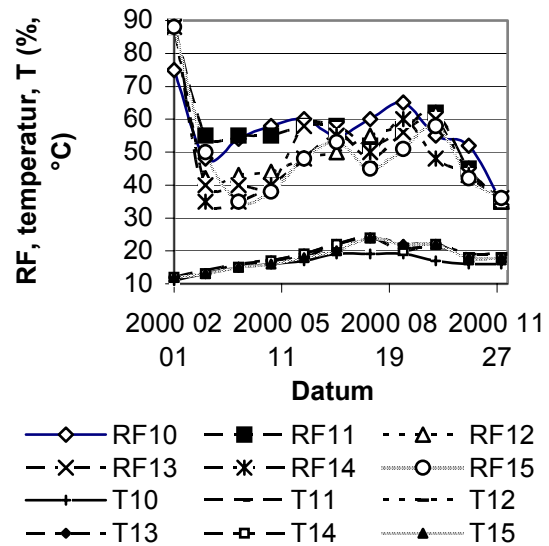 RF, temperatur, T (%,
°C)
90
80
70
60
50
40
30
20
10
2000 02 2000 05 2000 08 2000 11
01 11 19 27
Datum
RF10 RF11 RF12
RF13 RF14 RF15
T10 T11 T12
T13 T14 T15